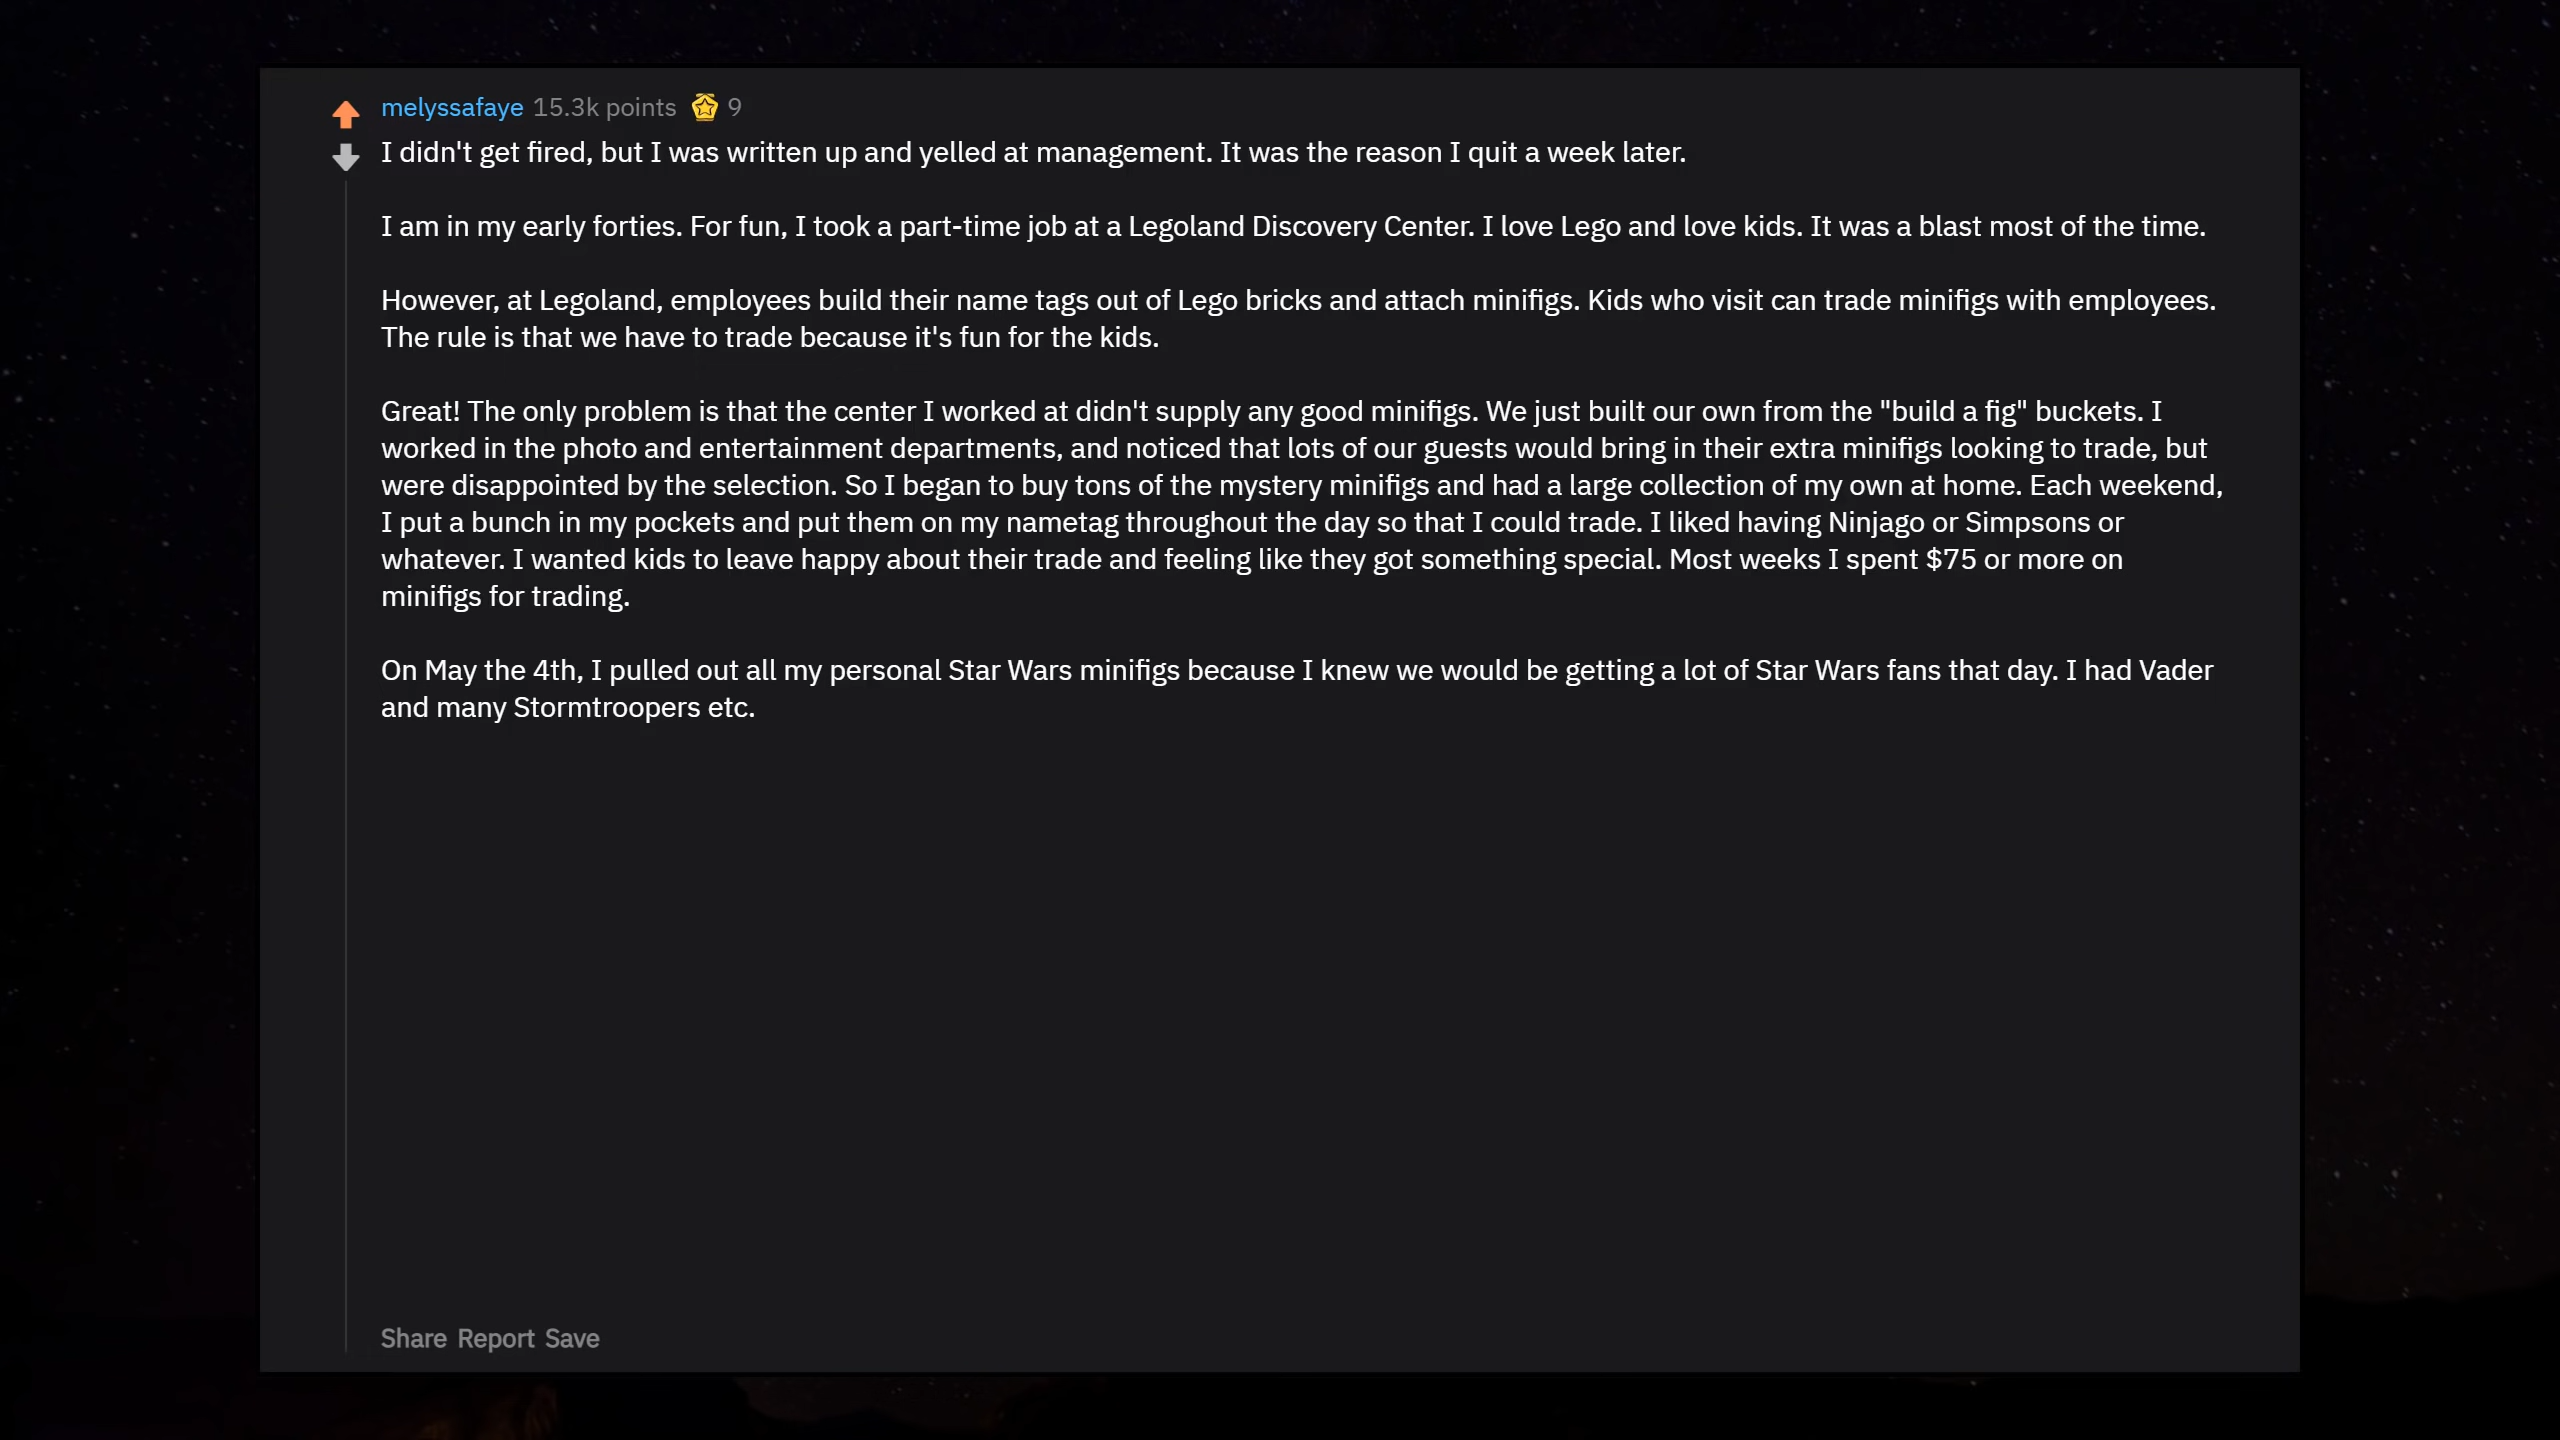 melyssafaye 15.3k points 9
I didn't get fired, but I was written up and yelled at management. It was the reason I quit a week later.
I am in my early forties. For fun, I took a part-time job at a Legoland Discovery Center. I love Lego and love kids. It was a blast most of the time.
However, at Legoland, employees build their name tags out of Lego bricks and attach minifigs. Kids who visit can trade minifigs with employees.
The rule is that we have to trade because it's fun for the kids.
Great! The only problem is that the center I worked at didn't supply any good minifigs. We just built our own from the "build a fig" buckets. I
worked in the photo and entertainment departments, and noticed that lots of our guests would bring in their extra minifigs looking to trade, but
were disappointed by the selection. So I began to buy tons of the mystery minifigs and had a large collection of my own at home. Each weekend,
I put a bunch in my pockets and put them on my nametag throughout the day so that I could trade. I liked having Ninjago or Simpsons or
whatever. I wanted kids to leave happy about their trade and feeling like they got something special. Most weeks I spent $75 or more on
minifigs for trading.
On May the 4th, I pulled out all my personal Star Wars minifigs because I knew we would be getting a lot of Star Wars fans that day. I had Vader
and many Stormtroopers etc.
Share Report Save